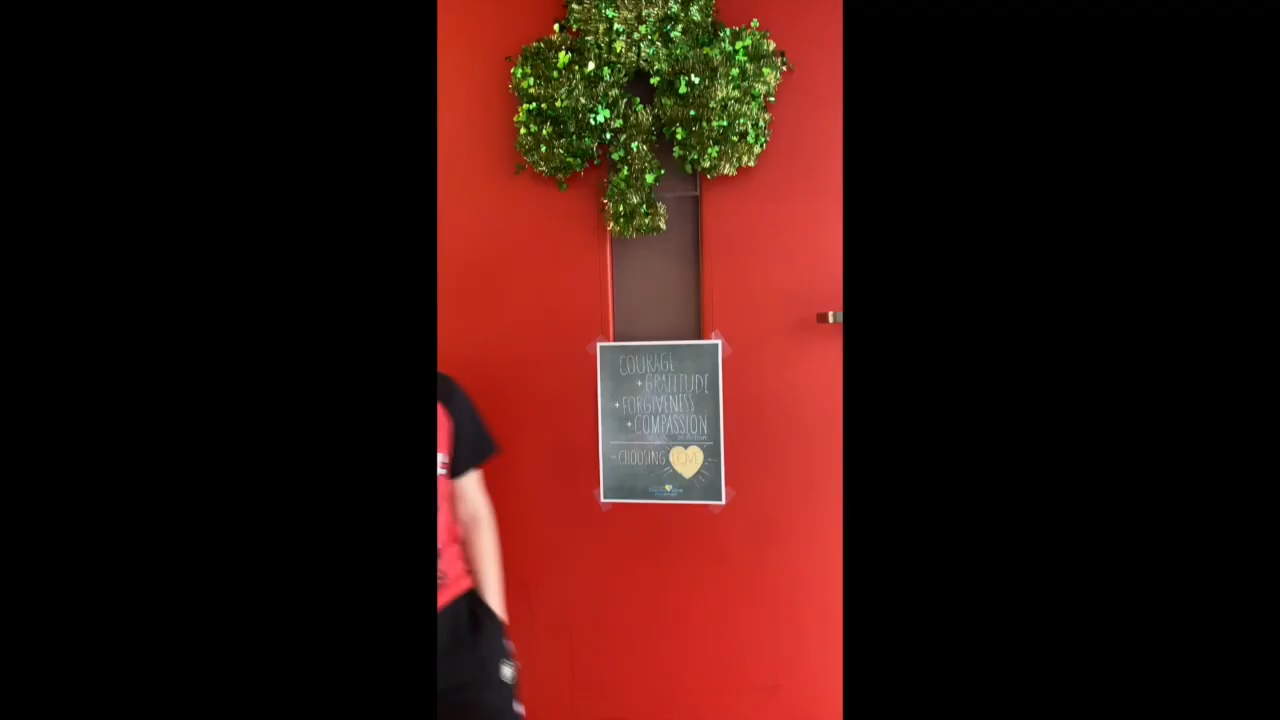 COURAGE
+ GRATITUDE
+ FORGIVENESS
+ COMPASSION
= CHOOSING LOVE